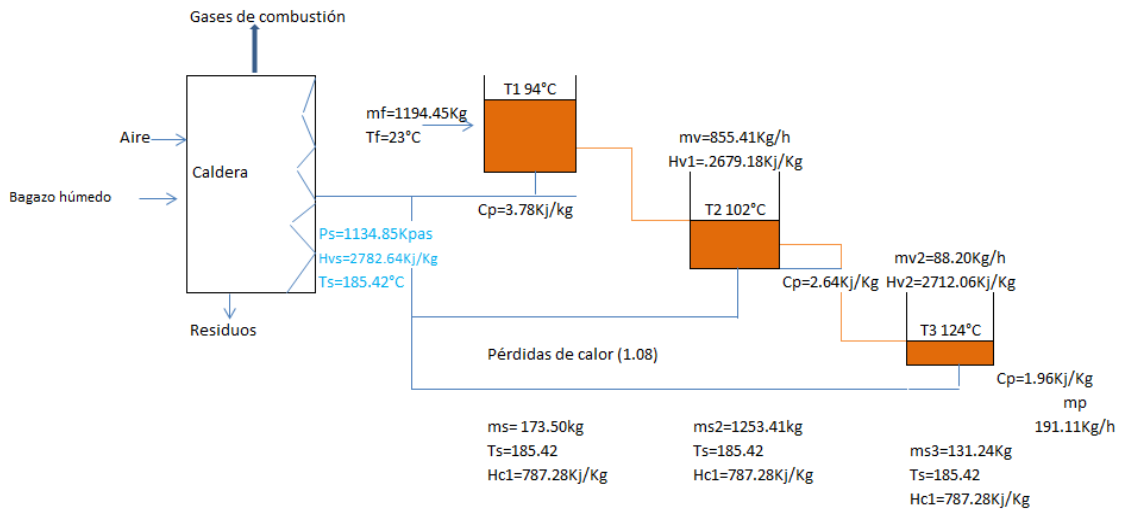 Gases de combustión
Aire
Bagazo húmedo
Caldera
Residuos
Ps=1134.85Kpas
Hvs=2782.64Kj/Kg
Ts=185.42°C
mf=1194.45Kg
Tf=23°C
T1 94°C
Cp=3.78Kj/kg
mv=855.41Kg/h
Hv1=.2679.18Kj/Kg
T2 102°C
Cp=2.64Kj/Kg
mv2=88.20Kg/h
Hv2=2712.06Kj/Kg
T3 124°C
Cp=1.96Kj/Kg
mp
191.11Kg/h
Pérdidas de calor (1.08)
ms= 173.50kg
Ts=185.42
Hc1=787.28Kj/Kg
ms2=1253.41kg
Ts=185.42
Hc1=787.28Kj/Kg
ms3=131.24Kg
Ts=185.42
Hc1=787.28Kj/Kg